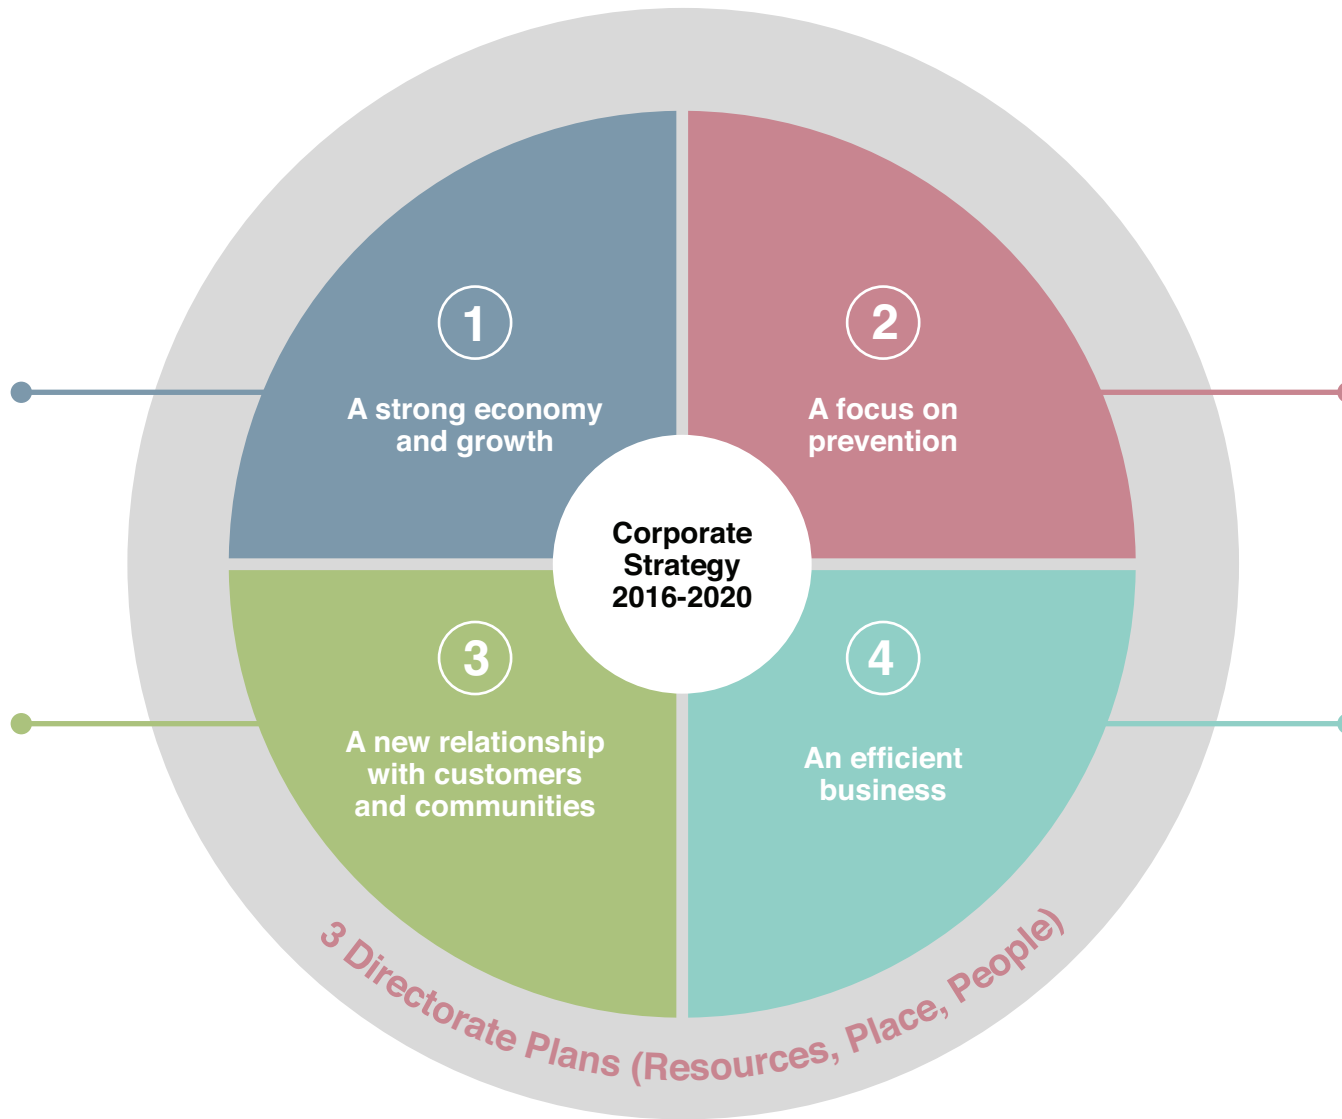 1
A strong economy
and growth
2
A focus on
prevention
Corporate
Strategy
2016-2020
3
A new relationship
with customers
and communities
4
An efficient
business
3 Directorate Plans (Resources, Place, People)